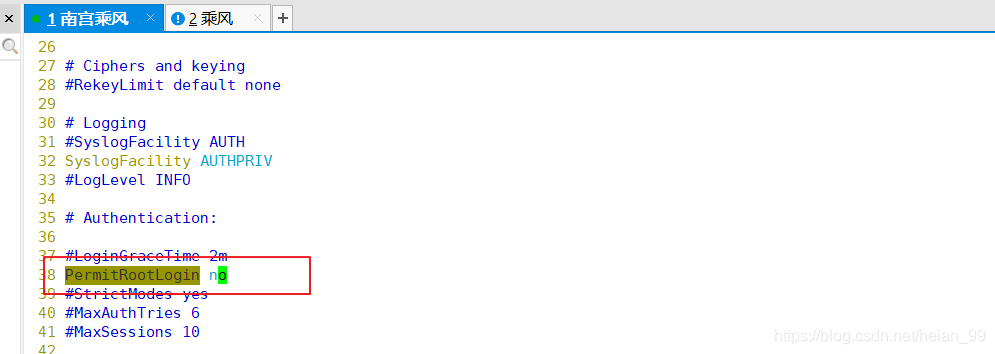 1 南宫乘风
2 乘风
26
27 # Ciphers and keying
28 #RekeyLimit default none
29
30 # Logging
31 #SyslogFacility AUTH
32 SyslogFacility AUTHPRIV
33 #LogLevel INFO
34
35 # Authentication:
36
37 #LoginGraceTime 2m
38 PermitRootLogin no
39 #StrictModes yes
40 #MaxAuthTries 6
41 #MaxSessions 10
42
https://blog.csdn.net/heian_99